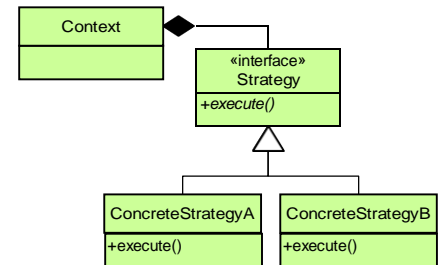 Context
«interface»
Strategy
+execute()
ConcreteStrategyA
+execute()
ConcreteStrategyB
+execute()